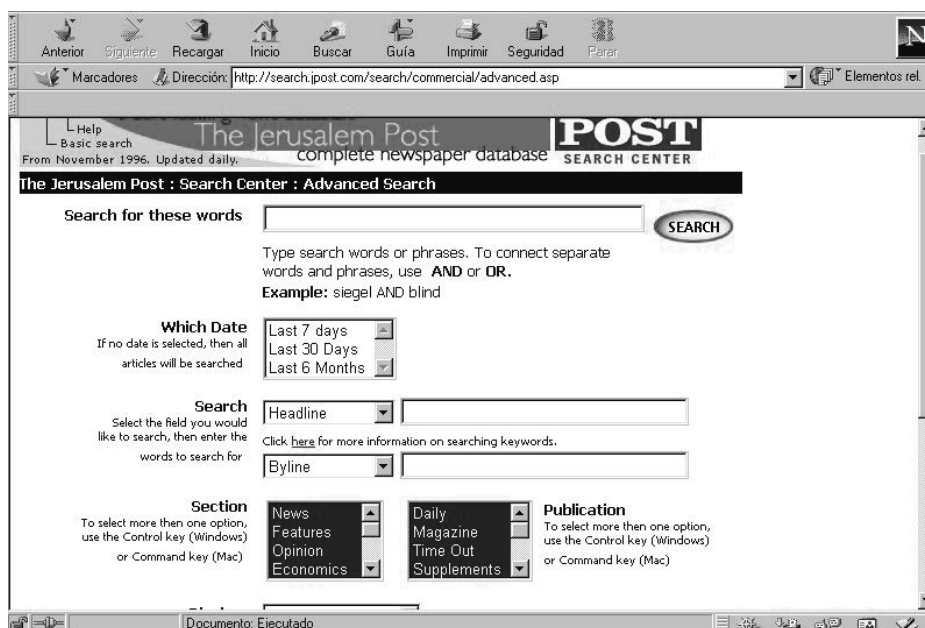 Anterior Siguiente Recargar Inicio Buscar Guía Imprimir Seguridad Parar
Marcadores Dirección: http://search.jpost.com/search/commercial/advanced.asp Elementos rel.
Help
Basic search
From November 1996. Updated daily.
The Jerusalem Post
complete newspaper database
POST
SEARCH CENTER
The Jerusalem Post : Search Center : Advanced Search
Search for these words
SEARCH
Type search words or phrases. To connect separate
words and phrases, use AND or OR.
Example: siegel AND blind
Which Date
If no date is selected, then all
articles will be searched
Last 7 days
Last 30 Days
Last 6 Months
Search
Select the field you would
like to search, then enter the
words to search for
Headline
Click here for more information on searching keywords.
Byline
Section
To select more then one option,
use the Control key (Windows)
or Command key (Mac)
News
Features
Opinion
Economics
Daily
Magazine
Time Out
Supplements
Publication
To select more then one option,
use the Control key (Windows)
or Command key (Mac)
Documento: Ejecutado